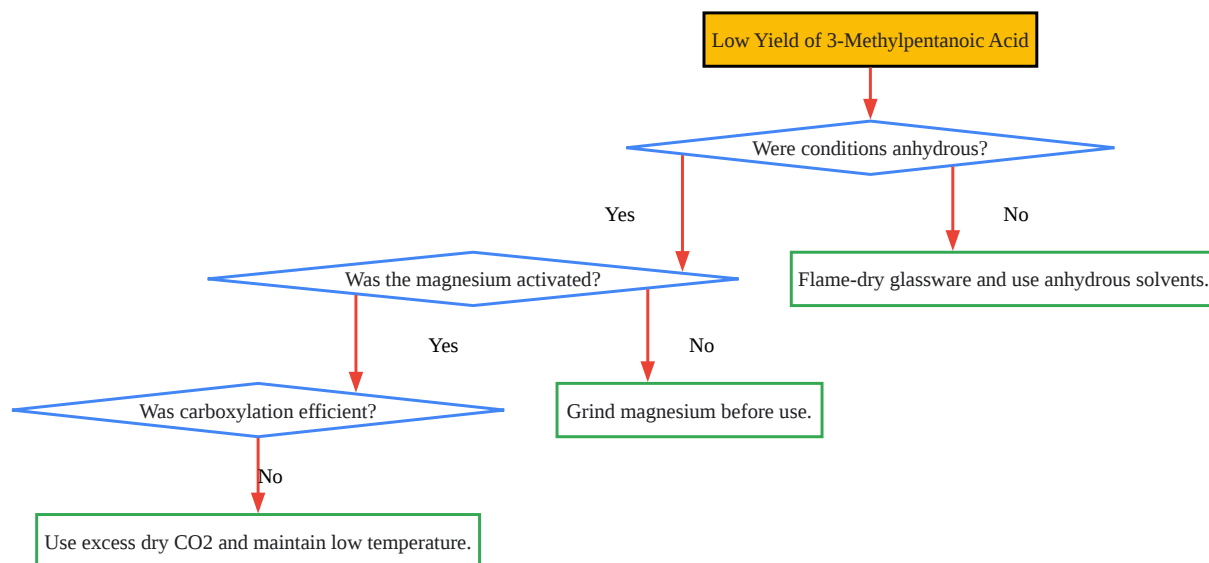 Low Yield of 3-Methylpentanoic Acid
Were conditions anhydrous?
Yes
No
Was the magnesium activated?
Flame-dry glassware and use anhydrous solvents.
Yes
No
Was carboxylation efficient?
Grind magnesium before use.
No
Use excess dry CO2 and maintain low temperature.